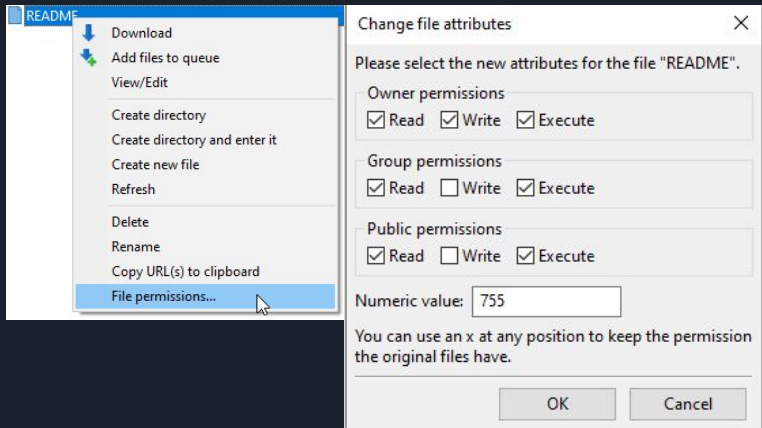 README
Download
Add files to queue
View/Edit
Create directory
Create directory and enter it
Create new file
Refresh
Delete
Rename
Copy URL(s) to clipboard
File permissions...
Change file attributes
Please select the new attributes for the file "README".
Owner permissions
Read Write Execute
Group permissions
Read Write Execute
Public permissions
Read Write Execute
Numeric value: 755
You can use an x at any position to keep the permission
the original files have.
OK Cancel